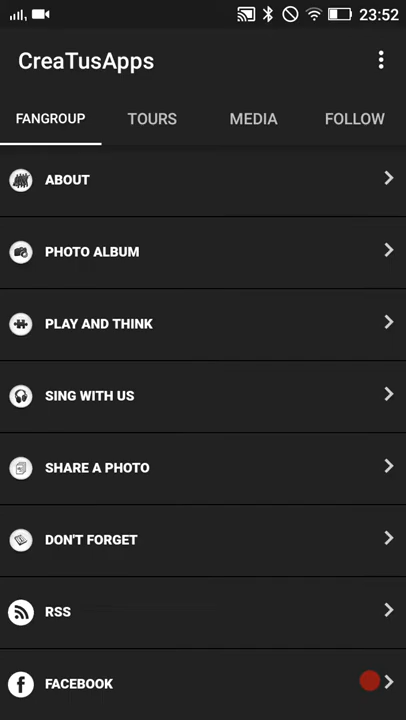 23:52
CreaTusApps
FANGROUP TOURS MEDIA FOLLOW
ABOUT
PHOTO ALBUM
PLAY AND THINK
SING WITH US
SHARE A PHOTO
DON'T FORGET
RSS
FACEBOOK